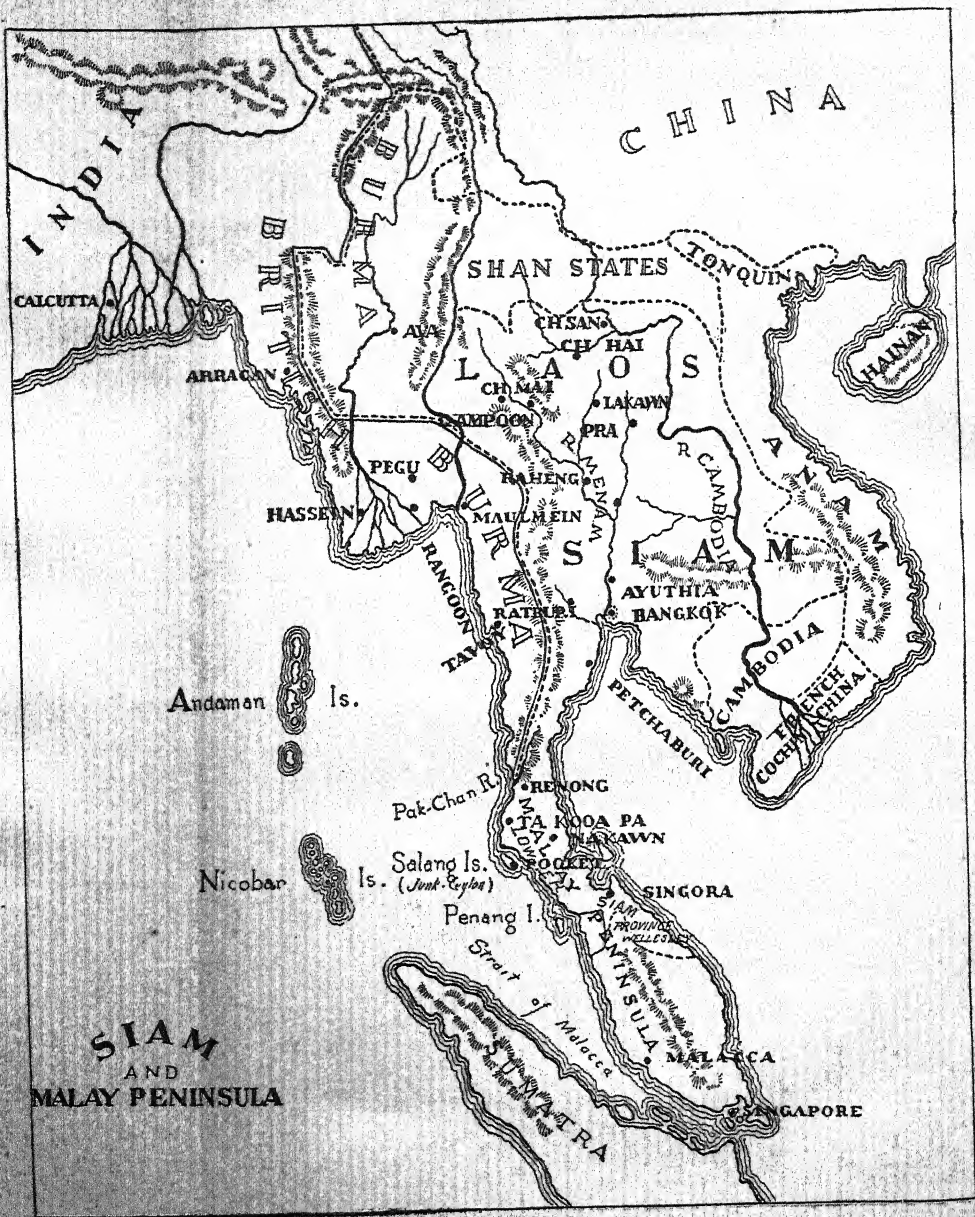 CHINA
INDIA
BURMA
BRITISH BURMA
SHAN STATES
TONQUIN
CALCUTTA
AVA
CH SAN
CH HAI
HAINAN
ARRACAN
LAOS
CH MAI
LAKAWN
LAMPOON
PRA
R MENAM
R CAMBODIA
ANAM
PEGU
RAHENG
HASSEIN
MAULMEIN
SIAM
RANGOON
AYUTHIA
RATBURI
BANGKOK
TAVOY
CAMBODIA
Andaman Is.
PETCHABURI
FRENCH
COCHIN CHINA
Pak-Chan R.
RENONG
TA KOOA PA
NAKAWN
Salang Is.
(Junk-Ceylon)
POCKET
Nicobar Is.
SINGORA
Penang I.
SIAM
PROVINCE
WELLESLEY
MALAY PENINSULA
LOWER
Strait of Malacca
SIAM
AND
MALAY PENINSULA
MALACCA
SUMATRA
SINGAPORE